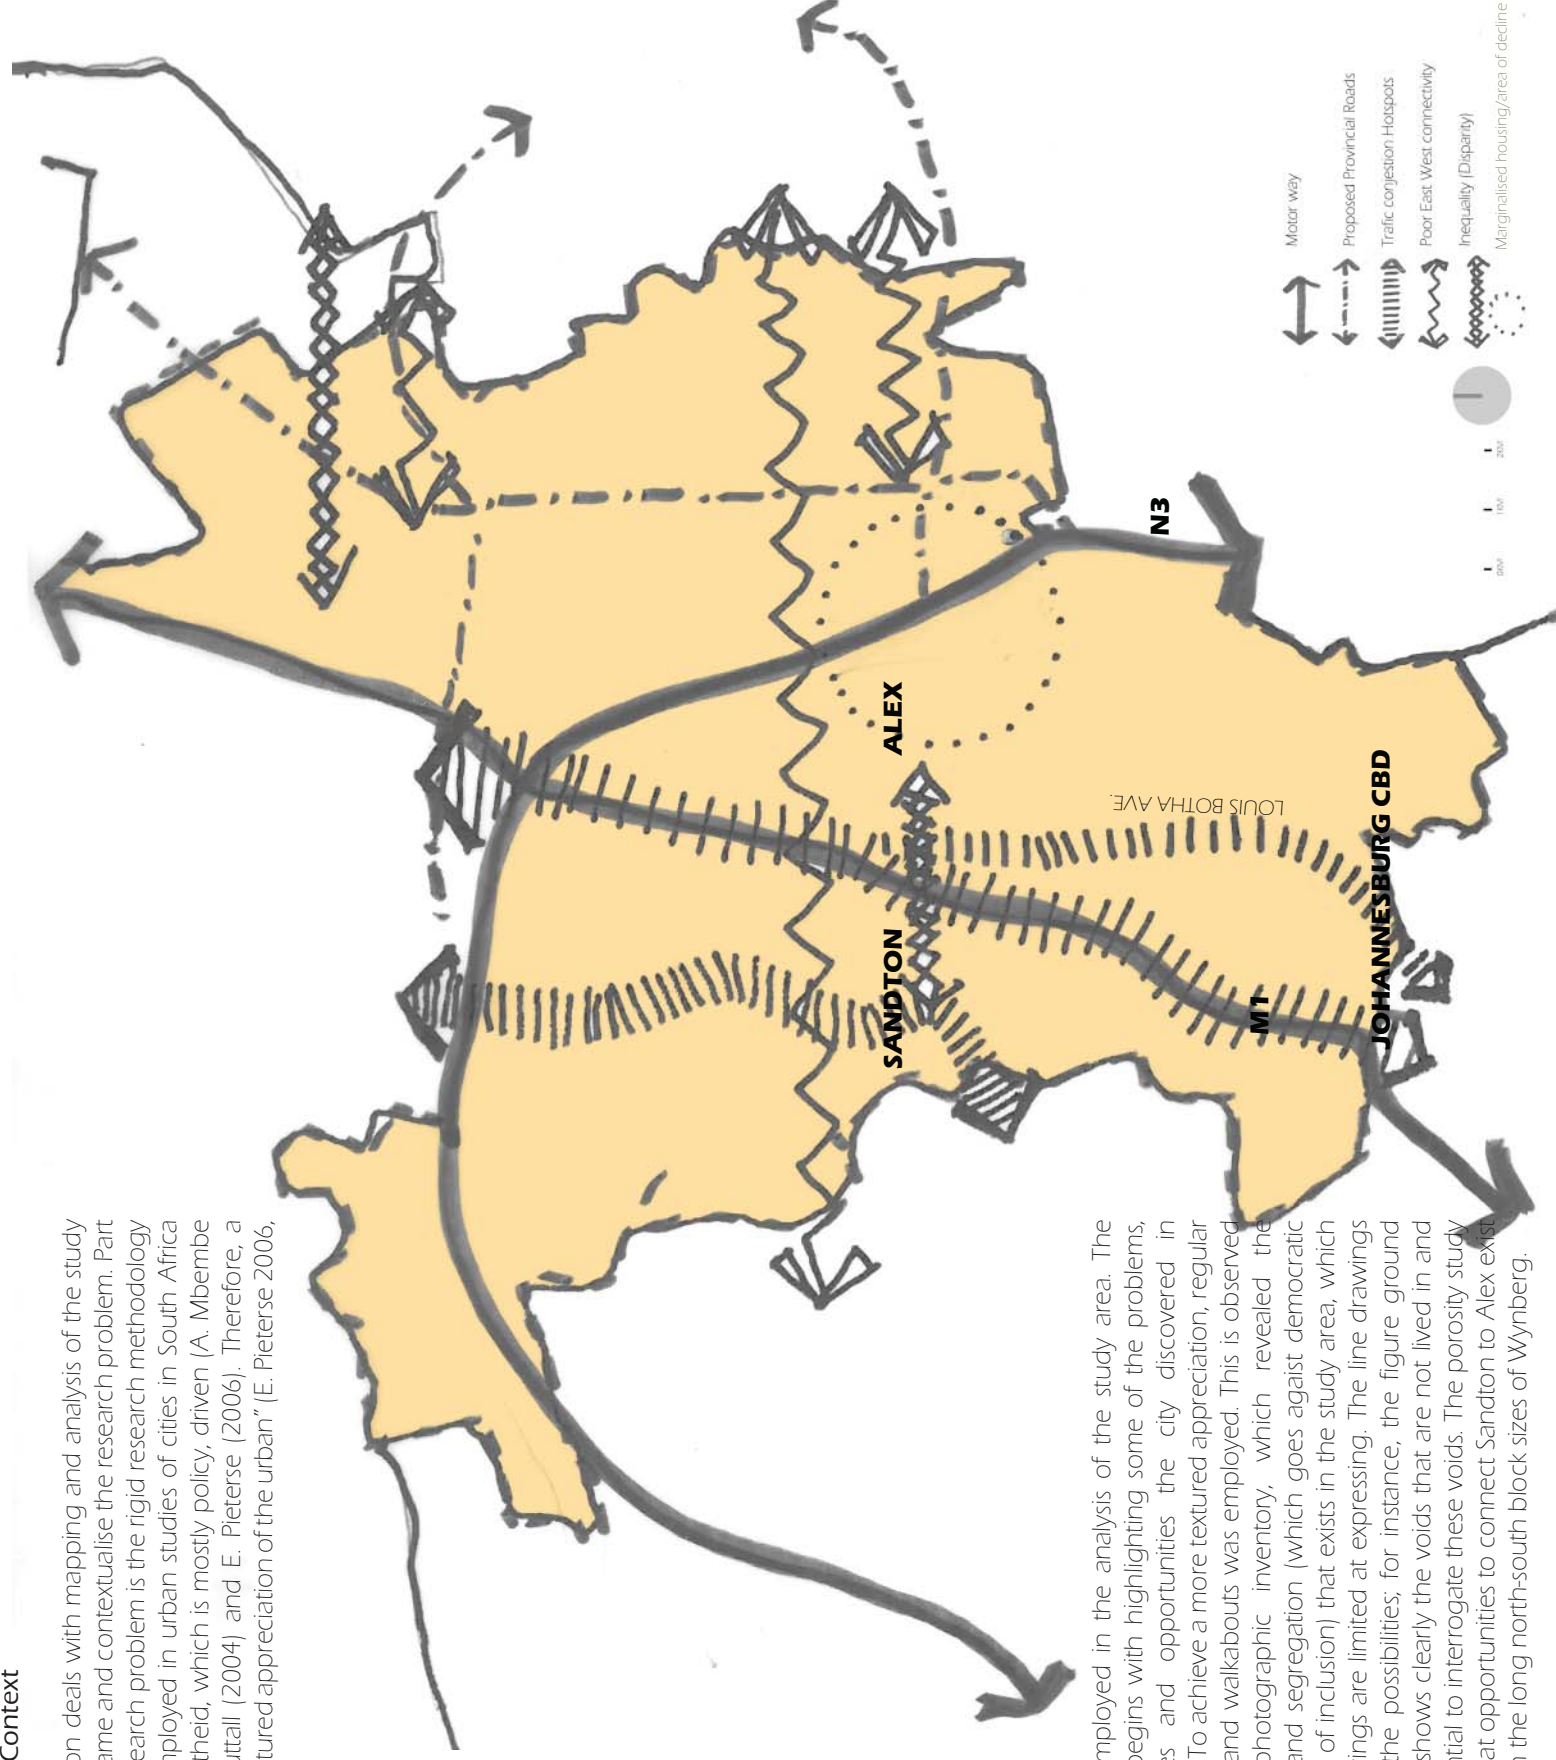 Context
on deals with mapping and analysis of the study
ame and contextualise the research problem. Part
earch problem is the rigid research methodology
nployed in urban studies of cities in South Africa
theid, which is mostly policy, driven (A. Mbembe
uttall (2004) and E. Pieterse (2006). Therefore, a
tured appreciation of the urban” (E. Pieterse 2006,
mployed in the analysis of the study area. The
begins with highlighting some of the problems,
es and opportunities the city discovered in
To achieve a more textured appreciation, regular
and walkabouts was employed. This is observed
photographic inventory, which revealed the
and segregation (which goes agaist democratic
of inclusion) that exists in the study area, which
ings are limited at expressing. The line drawings
the possibilities; for instance, the figure ground
shows clearly the voids that are not lived in and
tial to interrogate these voids. The porosity study
at opportunities to connect Sandton to Alex exist
the long north-south block sizes of Wynberg.
SANDTON
ALEX
LOUIS BOTHA AVE.
M1
JOHANNESBURG CBD
N3
Motor way
Proposed Provincial Roads
Trafic conjestion Hotspots
Poor East West connectivity
Inequality (Disparity)
Marginalised housing/area of decline
0KM
1KM
2KM